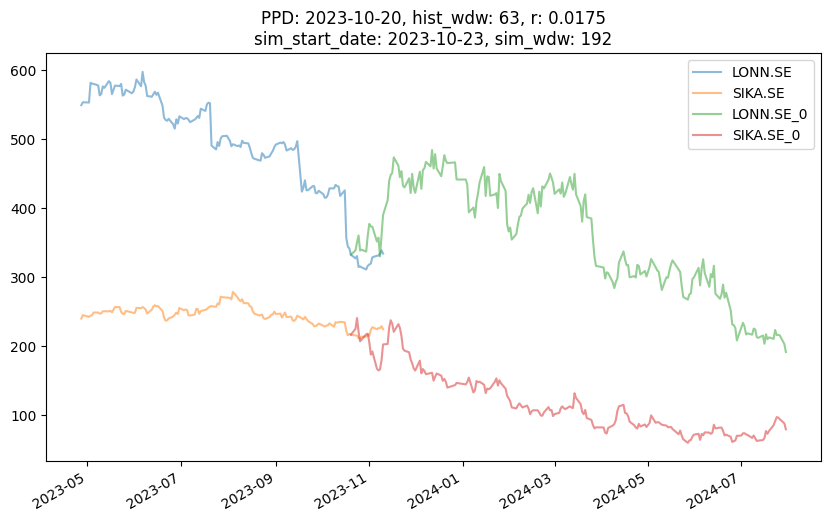 PPD: 2023-10-20, hist_wdw: 63, r: 0.0175
sim_start_date: 2023-10-23, sim_wdw: 192
LONN.SE
SIKA.SE
LONN.SE_0
SIKA.SE_0
600
500
400
300
200
100
2023-05
2023-07
2023-09
2023-11
2024-01
2024-03
2024-05
2024-07